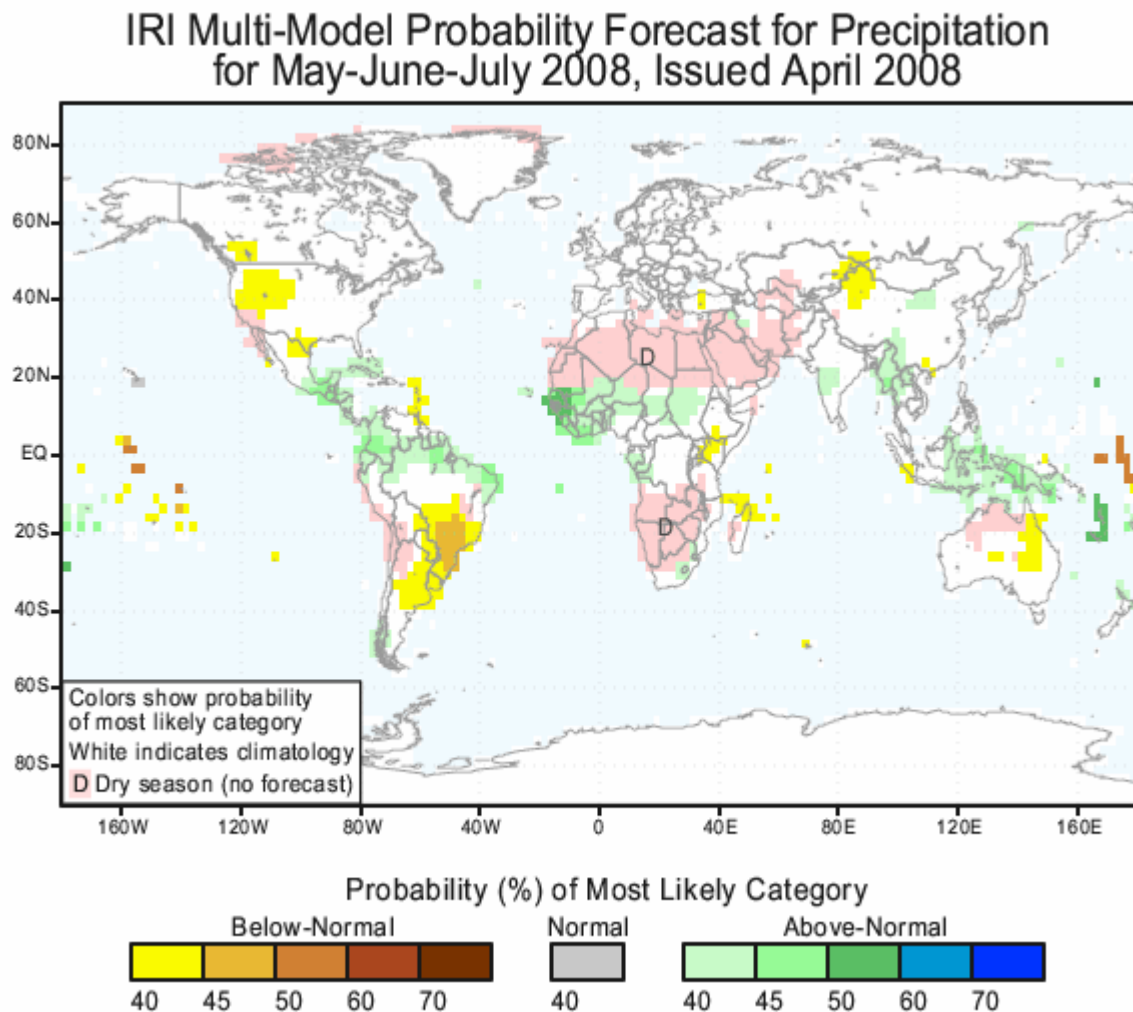 IRI Multi-Model Probability Forecast for Precipitation
for May-June-July 2008, Issued April 2008
80N
60N
40N
20N
EQ
20S
40S
60S
80S
D
D
Colors show probability
of most likely category
White indicates climatology
D Dry season (no forecast)
160W 120W 80W 40W 0 40E 80E 120E 160E
Probability (%) of Most Likely Category
Below-Normal Normal Above-Normal
40 45 50 60 70 40 40 45 50 60 70